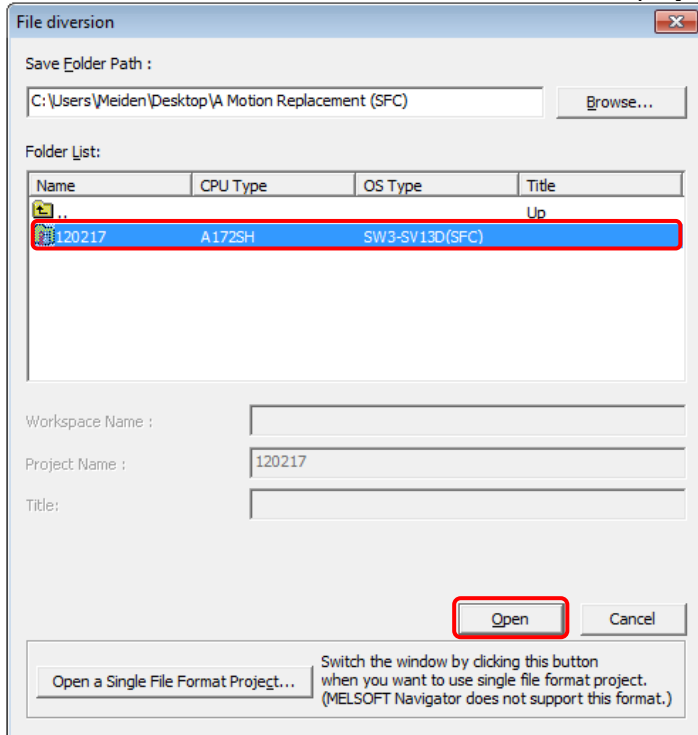 File diversion
Save Folder Path :
C:\Users\Meiden\Desktop\A Motion Replacement (SFC)
Browse...
Folder List:
Name CPU Type OS Type Title
.. Up
120217 A172SH SW3-SV13D(SFC)
Workspace Name :
Project Name : 120217
Title:
Open Cancel
Open a Single File Format Project...
Switch the window by clicking this button
when you want to use single file format project.
(MELSOFT Navigator does not support this format.)